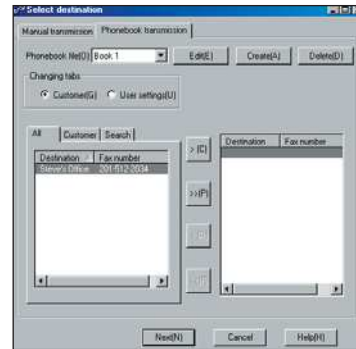 Select destination
Manual transmission Phonebook transmission
Phonebook file(O) Book 1 Edit(E) Create(A) Delete(D)
Changing tabs
Customer(G) User settings(U)
All Customer Search
Destination / Fax number
Steve's Office 201-512-2034
> (C)
>>(P)
Destination Fax number
Next(N) Cancel Help(H)